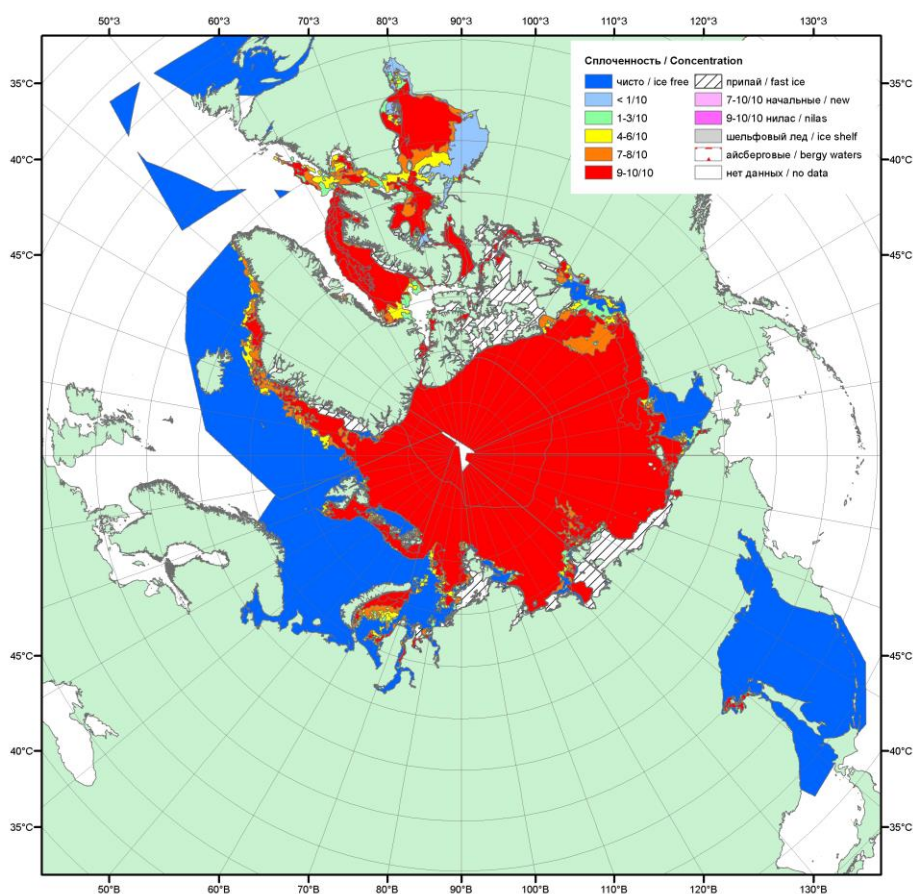 50°З 60°З 70°З 80°З 90°З 100°З 110°З 120°З 130°З
Сплоченность / Concentration
чисто / ice free
< 1/10
1-3/10
4-6/10
7-8/10
9-10/10
припай / fast ice
7-10/10 начальные / new
9-10/10 нилас / nilas
шельфовый лед / ice shelf
айсберговые / bergy waters
нет данных / no data
35°С 35°С
40°С 40°С
45°С 45°С
45°С 45°С
40°С 40°С
35°С 35°С
50°В 60°В 70°В 80°В 90°В 100°В 110°В 120°В 130°В